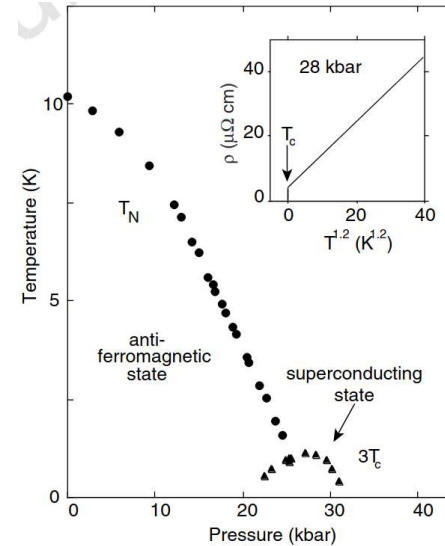 28 kbar
ρ (μΩ cm)
40
20
0
T_c
0
20
40
T^1.2 (K^1.2)
Temperature (K)
10
5
0
T_N
anti-
ferromagnetic
state
superconducting
state
3T_c
0
10
20
30
40
Pressure (kbar)